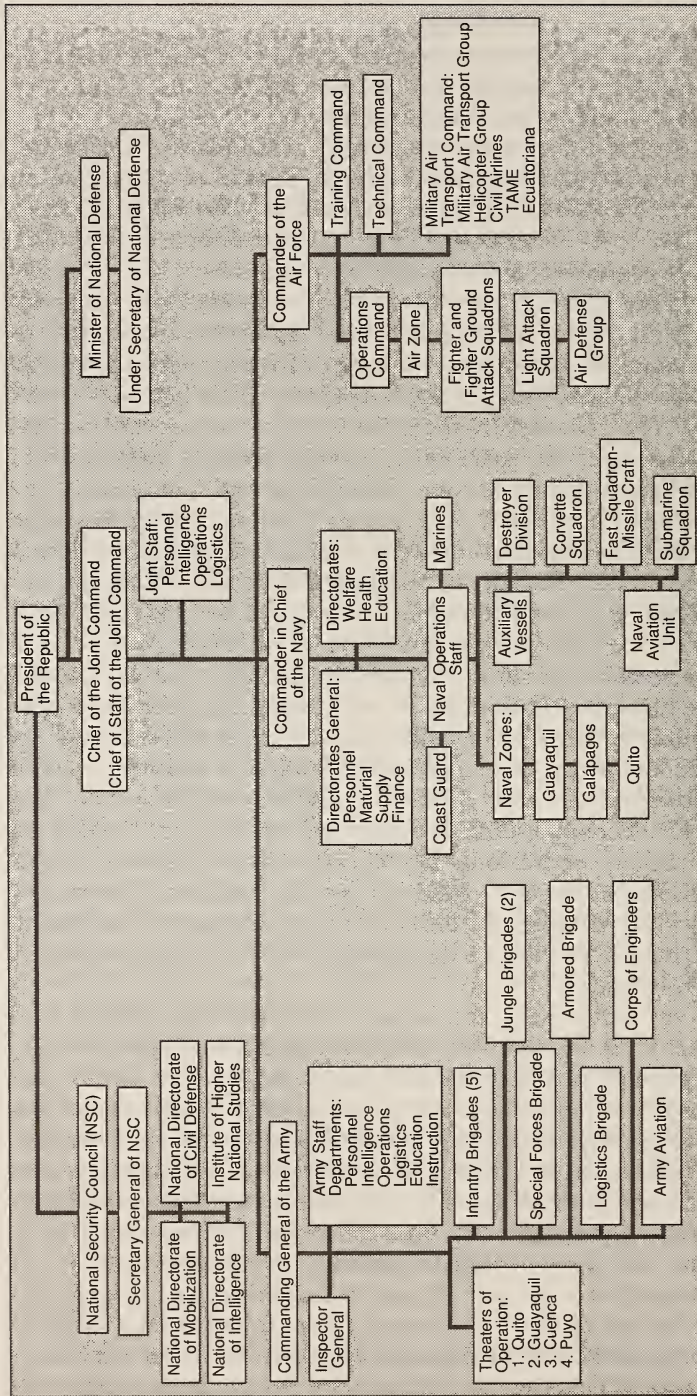 President of
the Republic
National Security Council (NSC)
Secretary General of NSC
National Directorate
of Mobilization
National Directorate
of Civil Defense
National Directorate
of Intelligence
Institute of Higher
National Studies
Chief of the Joint Command
Chief of Staff of the Joint Command
Joint Staff:
Personnel
Intelligence
Operations
Logistics
Minister of National Defense
Under Secretary of National Defense
Commanding General of the Army
Inspector
General
Army Staff
Departments:
Personnel
Intelligence
Operations
Logistics
Education
Instruction
Theaters of
Operation:
1. Quito
2. Guayaquil
3. Cuenca
4. Puyo
Infantry Brigades (5)
Jungle Brigades (2)
Special Forces Brigade
Armored Brigade
Logistics Brigade
Corps of Engineers
Army Aviation
Commander in Chief
of the Navy
Directorates General:
Personnel
Maturial
Supply
Finance
Directorates:
Welfare
Health
Education
Coast Guard
Naval Operations
Staff
Marines
Naval Zones:
Guayaquil
Galápagos
Quito
Auxiliary
Vessels
Destroyer
Division
Corvette
Squadron
Fast Squadron-
Missile Craft
Naval
Aviation
Unit
Submarine
Squadron
Commander of the
Air Force
Training Command
Operations
Command
Technical Command
Air Zone
Fighter and
Fighter Ground
Attack Squadrons
Light Attack
Squadron
Air Defense
Group
Military Air
Transport Command:
Military Air Transport Group
Helicopter Group
Civil Airlines
TAME
Ecuatoriana